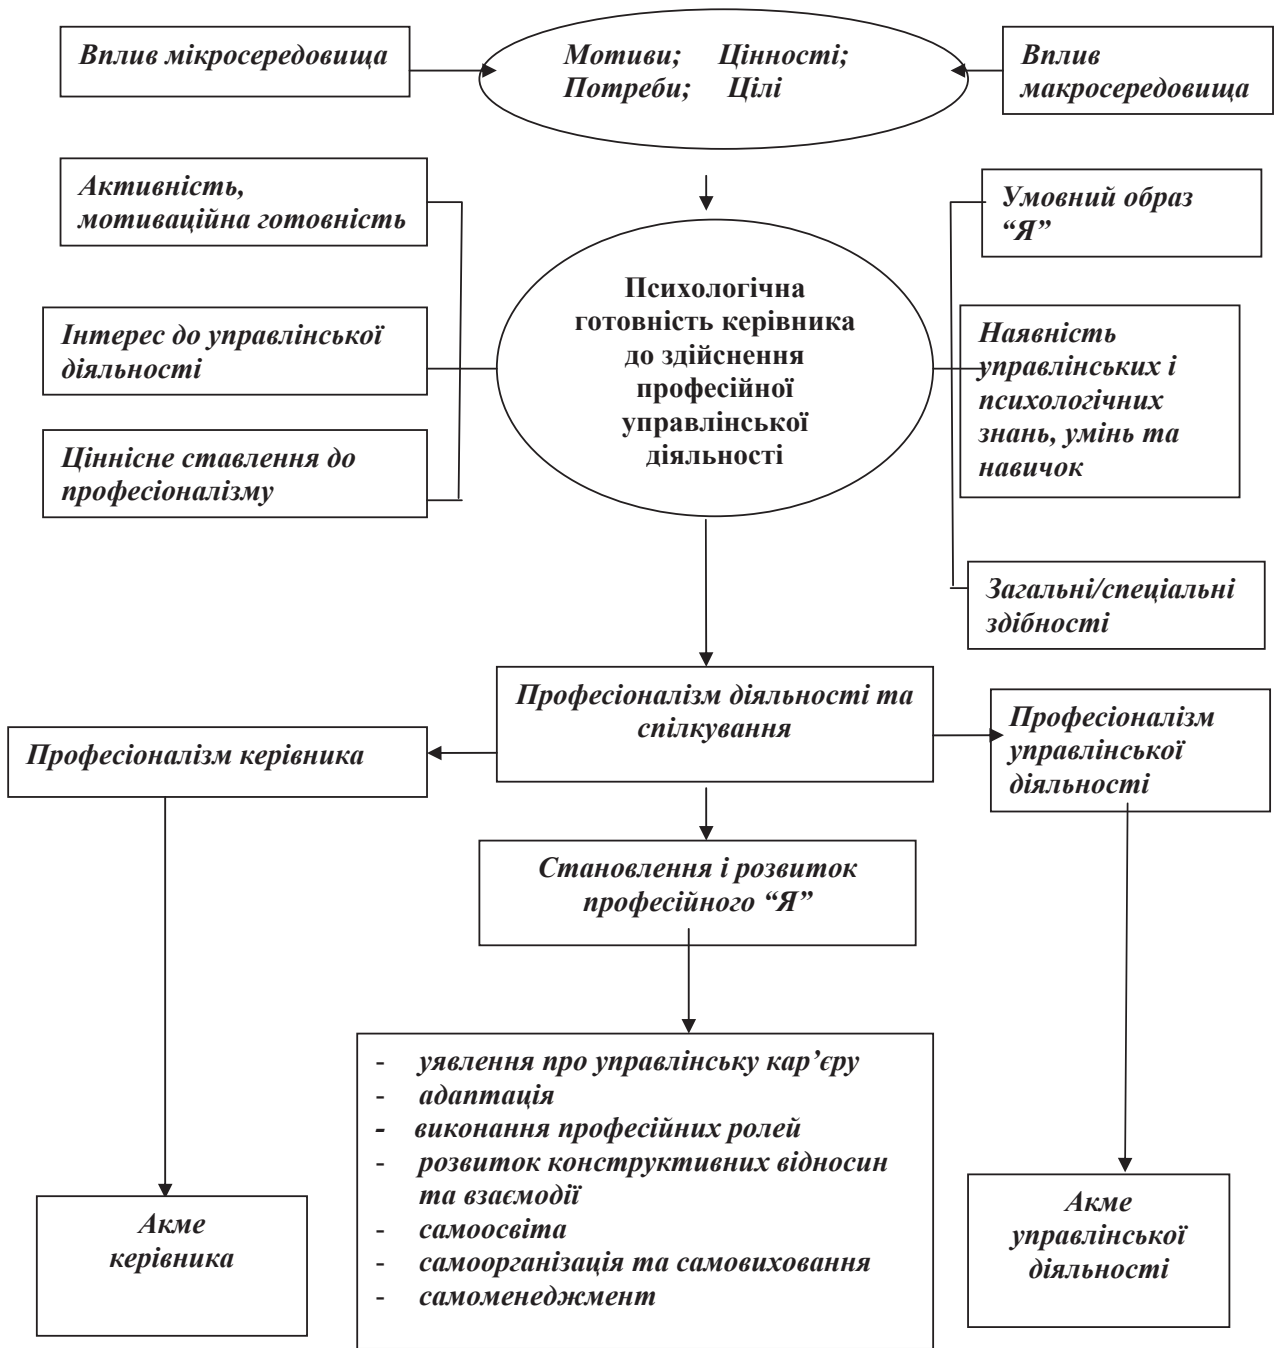 Вплив мікросередовища
Мотиви; Цінності;
Потреби; Цілі
Вплив
макросередовища
Активність,
мотиваційна готовність
Умовний образ
“Я”
Психологічна
готовність керівника
до здійснення
професійної
управлінської
діяльності
Інтерес до управлінської
діяльності
Наявність
управлінських і
психологічних
знань, умінь та
навичок
Ціннісне ставлення до
професіоналізму
Загальні/спеціальні
здібності
Професіоналізм діяльності та
спілкування
Професіоналізм керівника
Професіоналізм
управлінської
діяльності
Становлення і розвиток
професійного “Я”
- уявлення про управлінську кар’єру
- адаптація
- виконання професійних ролей
- розвиток конструктивних відносин
та взаємодії
- самоосвіта
- самоорганізація та самовиховання
- самоменеджмент
Акме
керівника
Акме
управлінської
діяльності